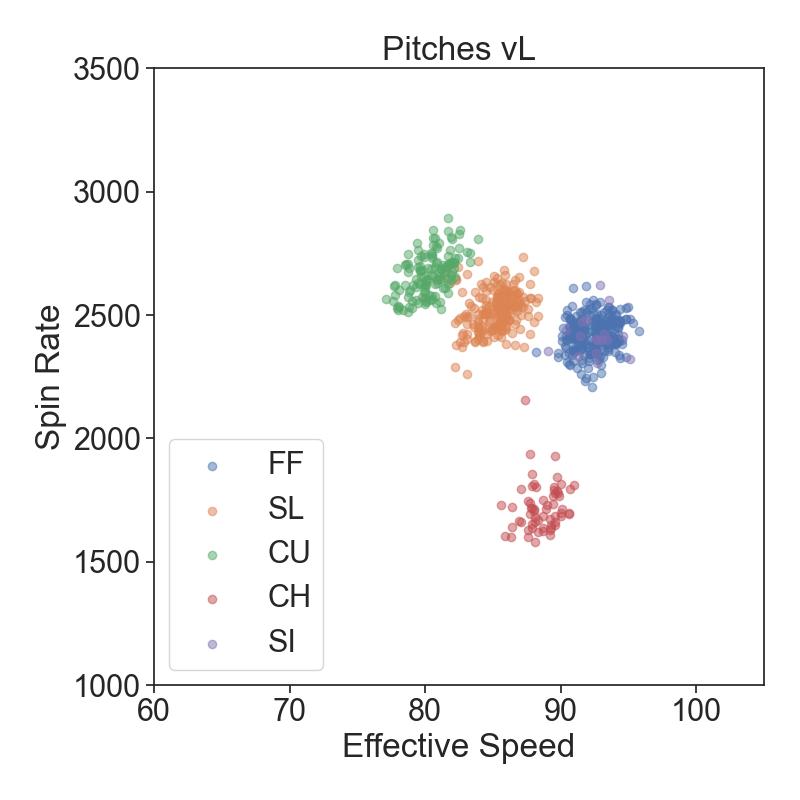 Pitches vL
3500
3000
2500
2000
1500
1000
Spin Rate
FF
SL
CU
CH
SI
60 70 80 90 100
Effective Speed